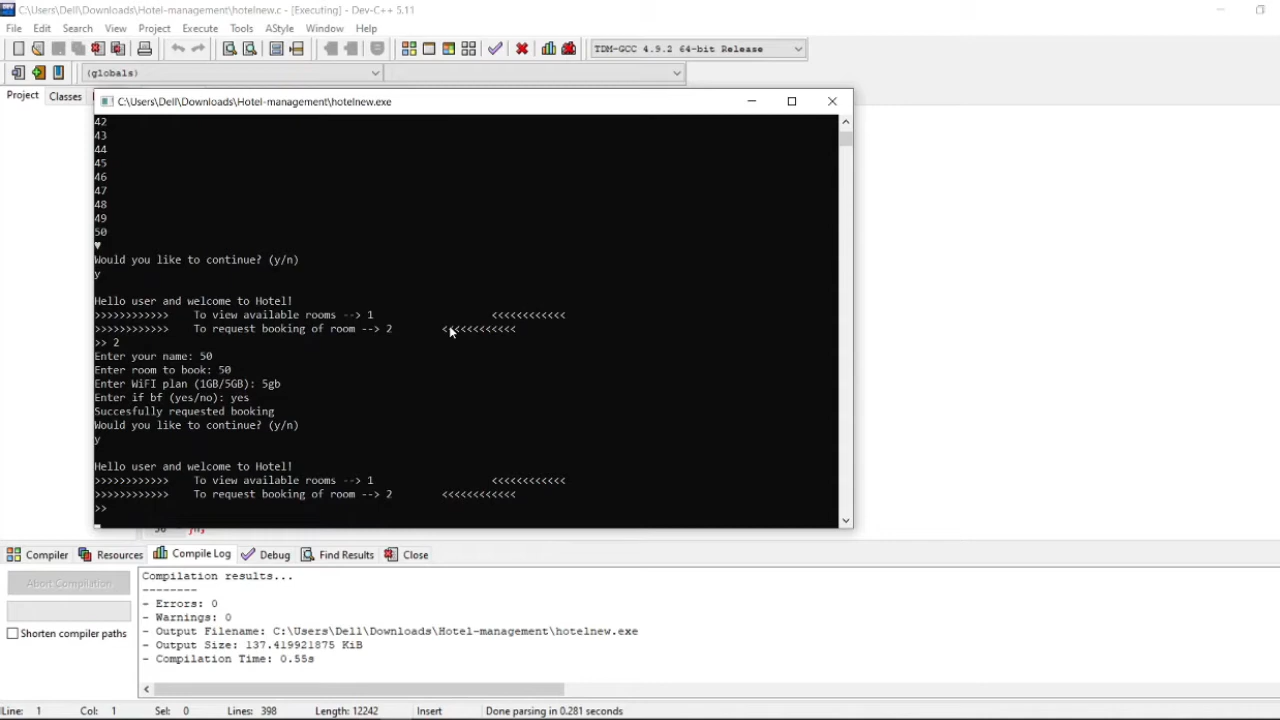 C:\Users\Dell\Downloads\Hotel-management\hotelnew.c - [Executing] - Dev-C++ 5.11
File Edit Search View Project Execute Tools AStyle Window Help
TDM-GCC 4.9.2 64-bit Release
(globals)
Project Classes
C:\Users\Dell\Downloads\Hotel-management\hotelnew.exe
42
43
44
45
46
47
48
49
50
♥
Would you like to continue? (y/n)
y
Hello user and welcome to Hotel!
>>>>>>>>>>>> To view available rooms --> 1 <<<<<<<<<<<<
>>>>>>>>>>>> To request booking of room --> 2 <<<<<<<<<<<<
>> 2
Enter your name: 50
Enter room to book: 50
Enter WiFI plan (1GB/5GB): 5gb
Enter if bf (yes/no): yes
Succesfully requested booking
Would you like to continue? (y/n)
y
Hello user and welcome to Hotel!
>>>>>>>>>>>> To view available rooms --> 1 <<<<<<<<<<<<
>>>>>>>>>>>> To request booking of room --> 2 <<<<<<<<<<<<
>>
Compiler Resources Compile Log Debug Find Results Close
Abort Compilation
Shorten compiler paths
Compilation results...
--------
- Errors: 0
- Warnings: 0
- Output Filename: C:\Users\Dell\Downloads\Hotel-management\hotelnew.exe
- Output Size: 137.419921875 KiB
- Compilation Time: 0.55s
Line: 1 Col: 1 Sel: 0 Lines: 398 Length: 12242 Insert Done parsing in 0.281 seconds